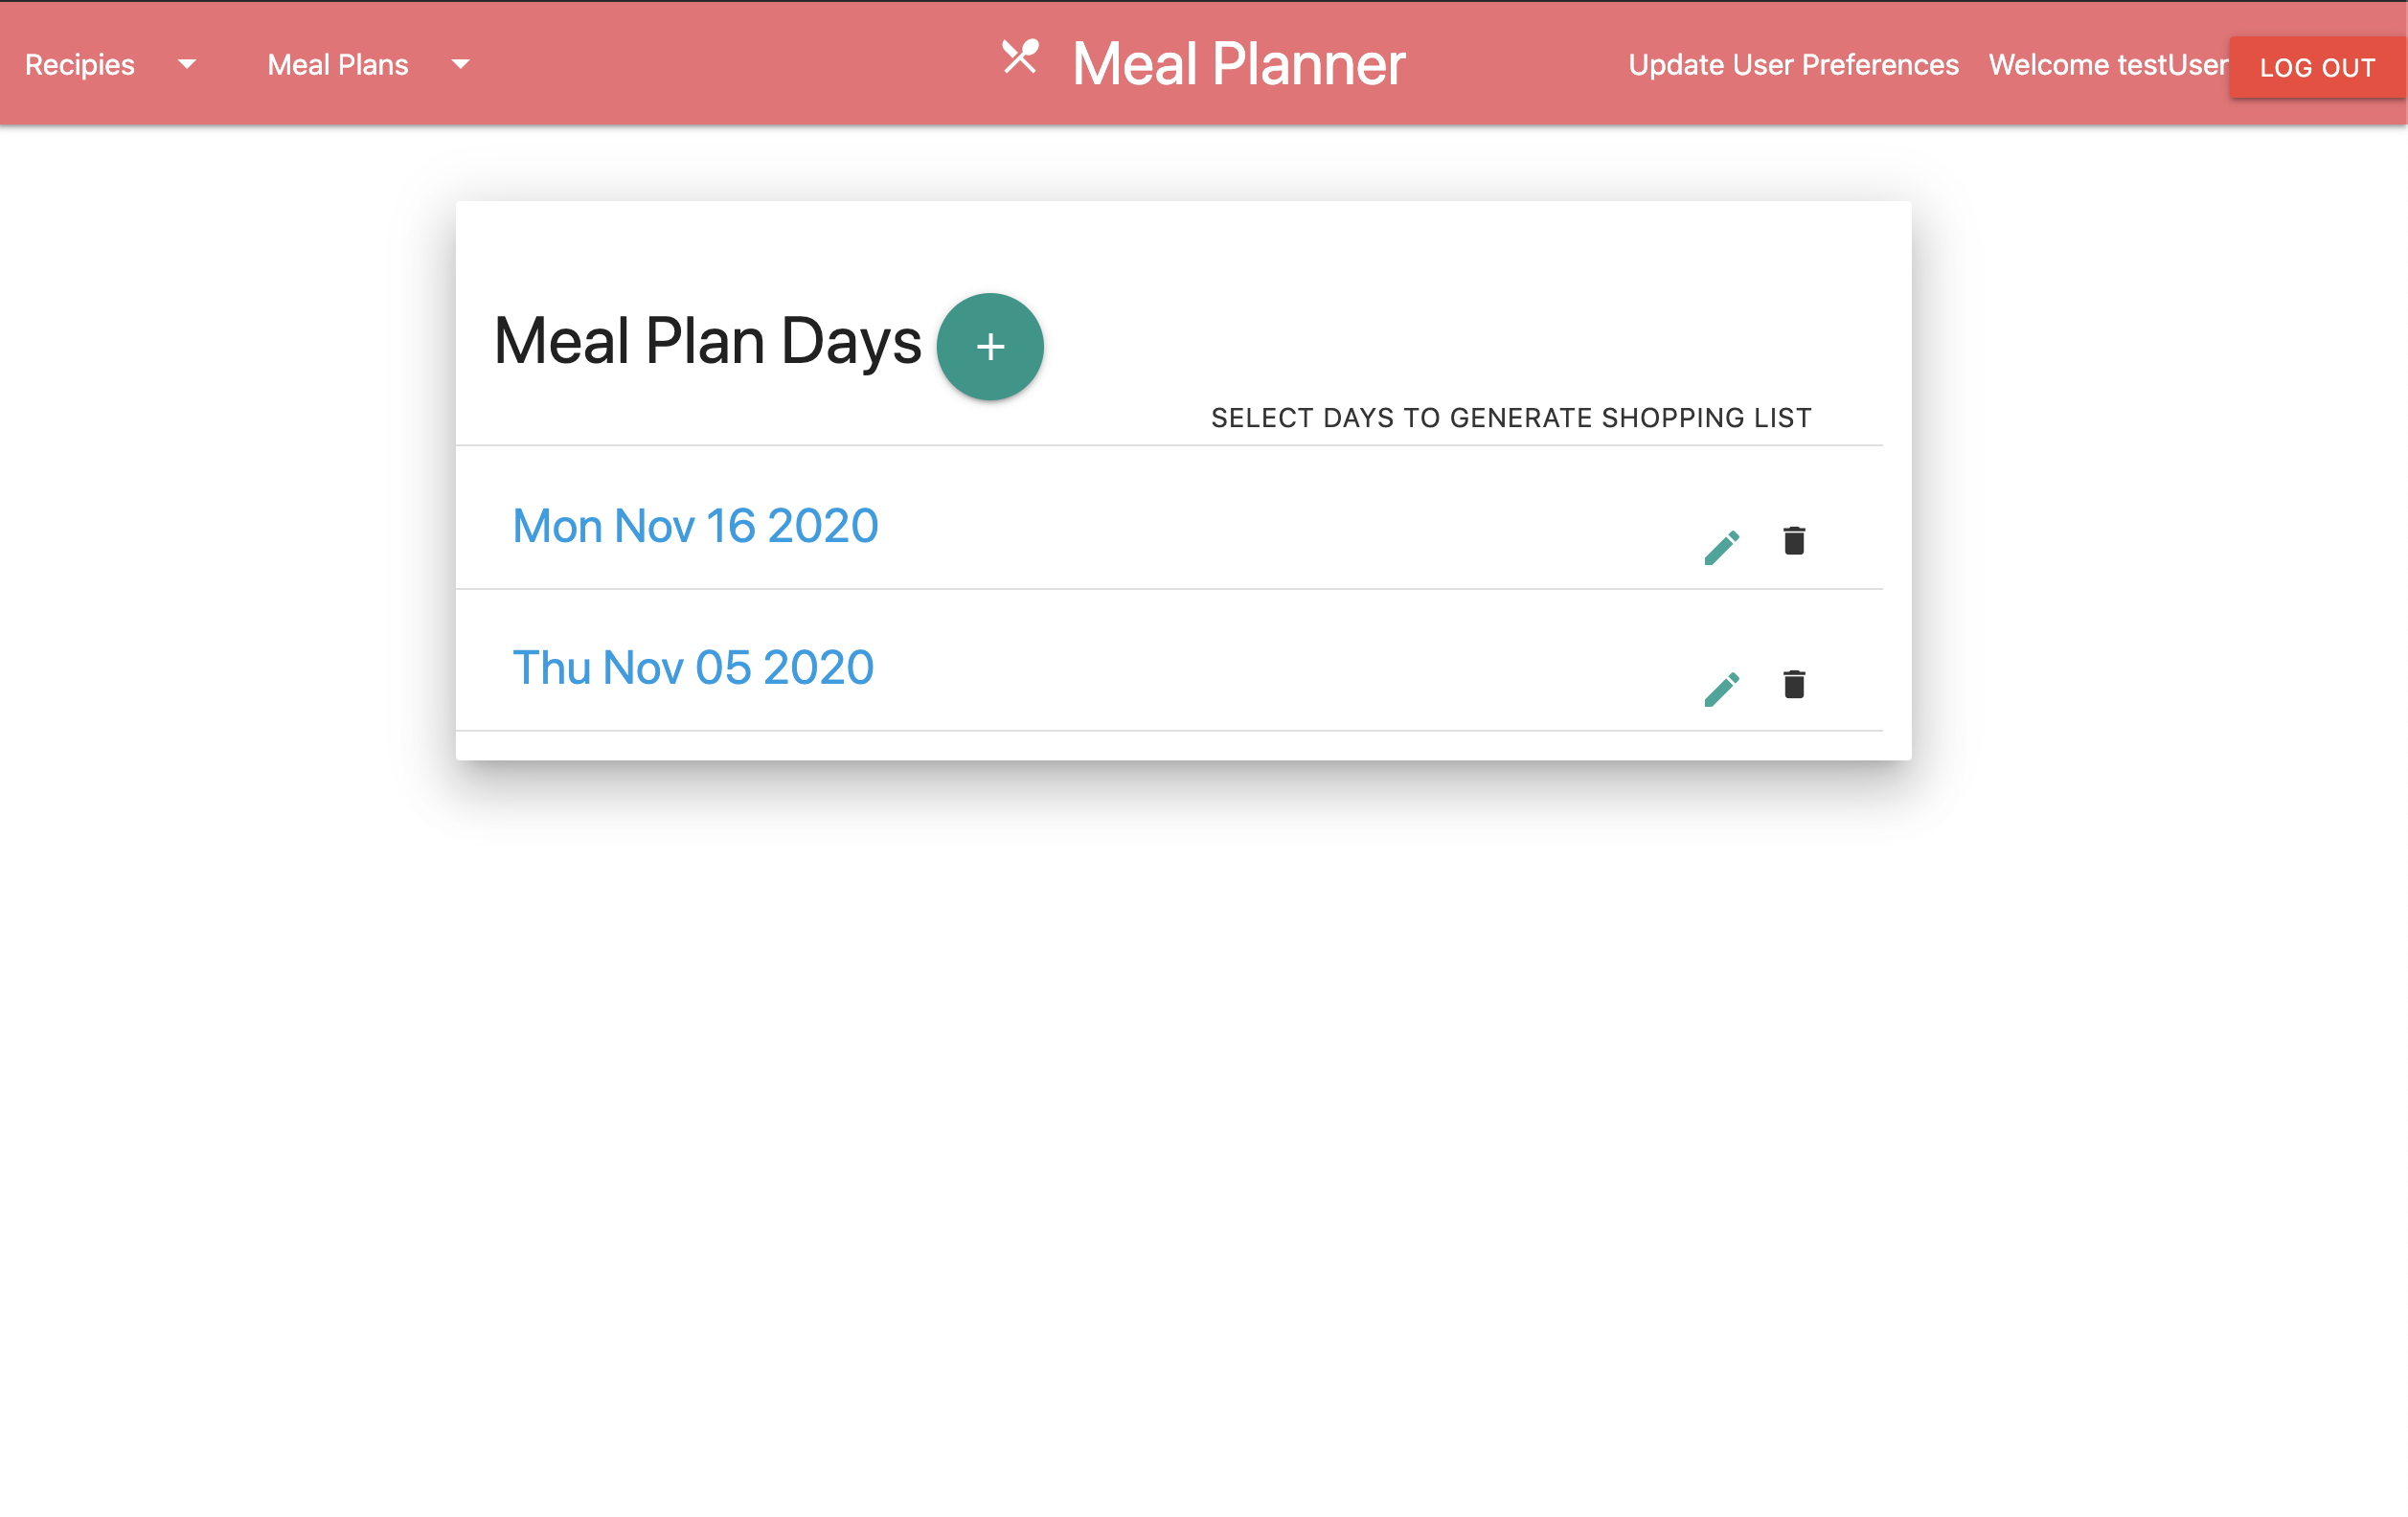 Recipies
Meal Plans
Meal Planner
Update User Preferences
Welcome testUser
LOG OUT
Meal Plan Days
+
SELECT DAYS TO GENERATE SHOPPING LIST
Mon Nov 16 2020
Thu Nov 05 2020